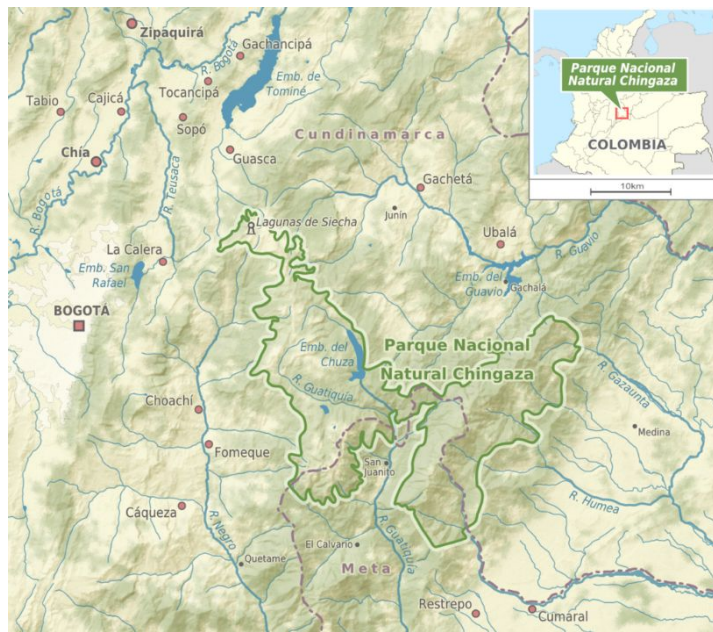 Zipaquirá
Gachancipá
R. Bogotá
Emb. de
Tominé
Tocancipá
Tabio
Cajicá
Sopó
Chía
Guasca
R. Teusaca
R. Bogotá
Cundinamarca
Gachetá
Junín
Lagunas de Siecha
Ubalá
R. Guavio
La Calera
Emb. San
Rafael
Emb. del
Guavio
Gachalá
BOGOTÁ
Emb. del
Chuza
Parque Nacional
Natural Chingaza
R. Guatiquía
R. Gazaunta
Choachí
Medina
Fomeque
San
Juanito
R. Humea
Cáqueza
R. Negro
R. Guatiquía
El Calvario
Quetame
Meta
Restrepo
Cumaral
Parque Nacional
Natural Chingaza
COLOMBIA
10km